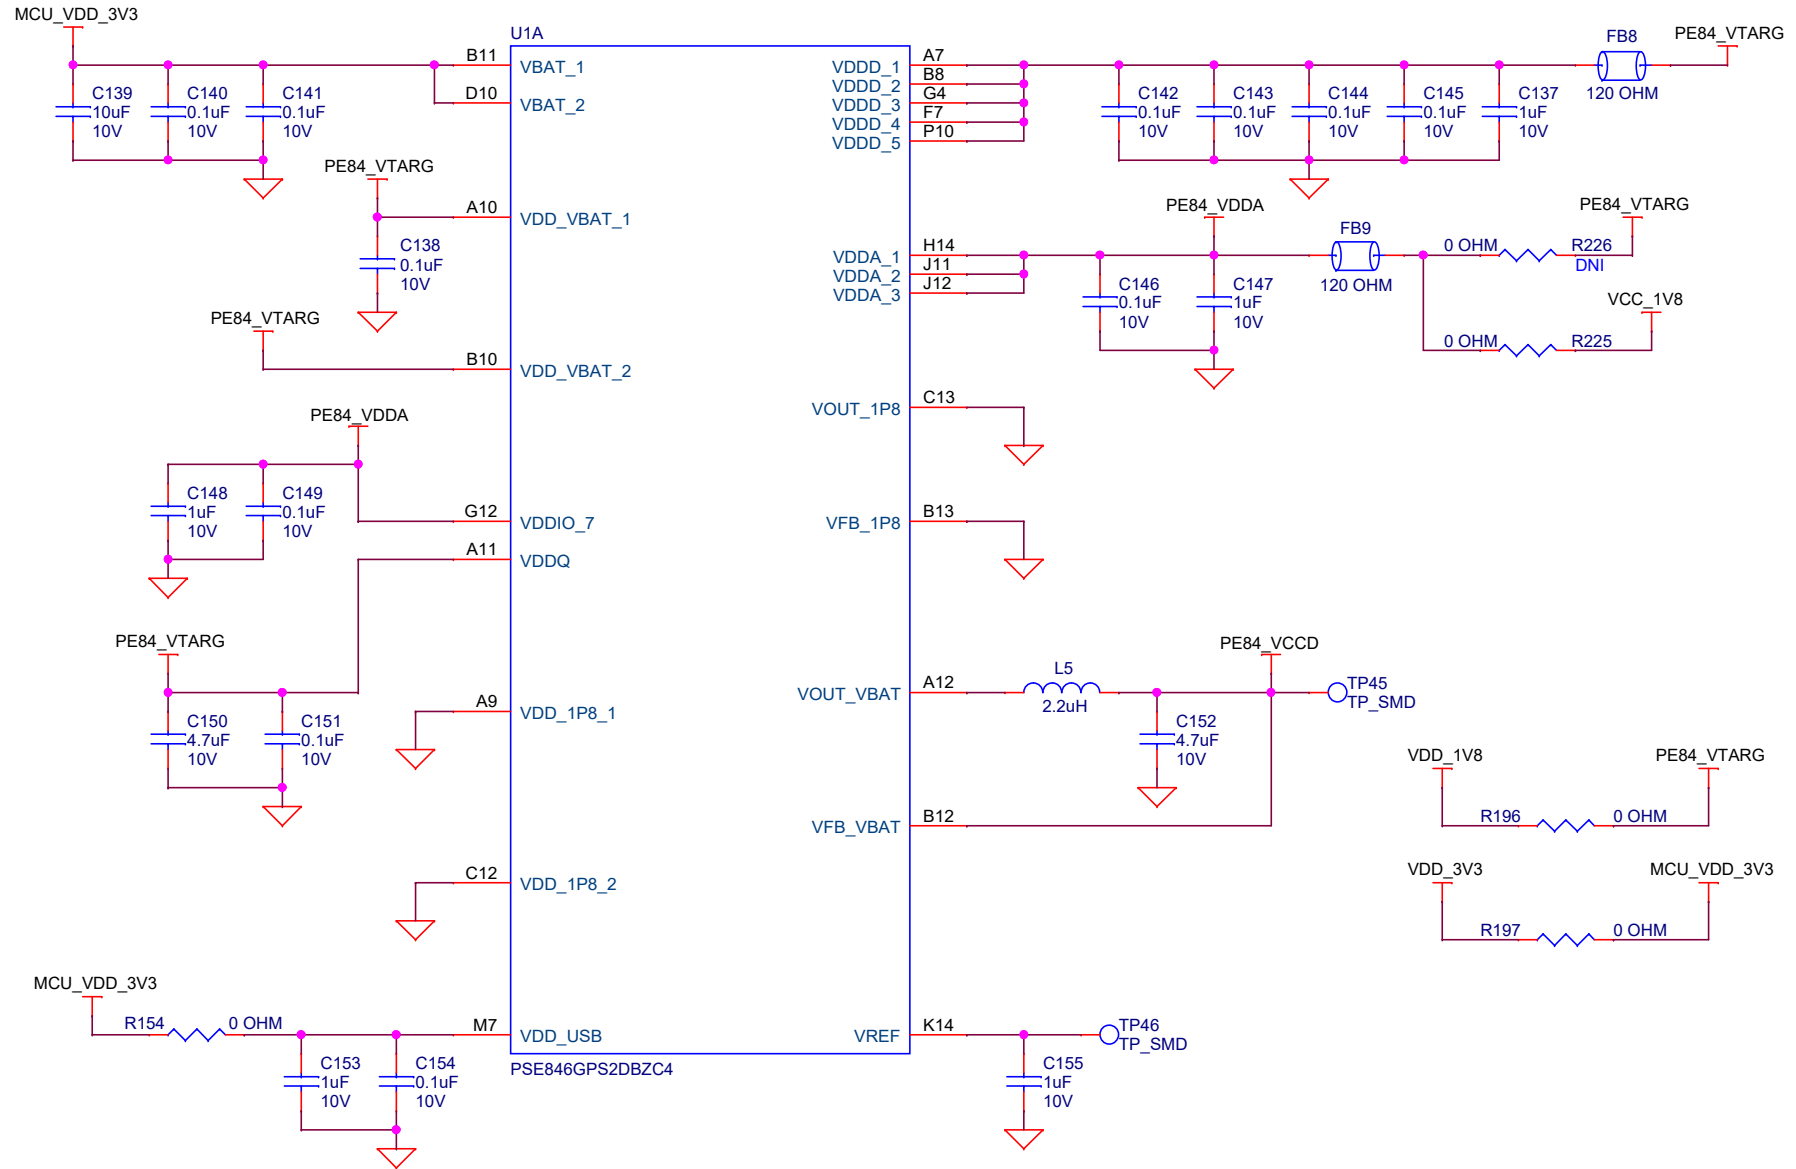 MCU_VDD_3V3
C139
10uF
10V
C140
0.1uF
10V
C141
0.1uF
10V
PE84_VTARG
C138
0.1uF
10V
PE84_VTARG
PE84_VDDA
C148
1uF
10V
C149
0.1uF
10V
PE84_VTARG
C150
4.7uF
10V
C151
0.1uF
10V
MCU_VDD_3V3
R154 0 OHM
C153
1uF
10V
C154
0.1uF
10V
U1A
B11 VBAT_1
D10 VBAT_2
A10 VDD_VBAT_1
B10 VDD_VBAT_2
G12 VDDIO_7
A11 VDDQ
A9 VDD_1P8_1
C12 VDD_1P8_2
M7 VDD_USB
PSE846GPS2DBZC4
VDDD_1 A7
VDDD_2 B8
VDDD_3 G4
VDDD_4 F7
VDDD_5 P10
VDDA_1 H14
VDDA_2 J11
VDDA_3 J12
VOUT_1P8 C13
VFB_1P8 B13
VOUT_VBAT A12
VFB_VBAT B12
VREF K14
C142
0.1uF
10V
C143
0.1uF
10V
C144
0.1uF
10V
C145
0.1uF
10V
C137
1uF
10V
FB8
120 OHM
PE84_VTARG
PE84_VDDA
C146
0.1uF
10V
C147
1uF
10V
FB9
120 OHM
PE84_VTARG
0 OHM R226
DNI
VCC_1V8
0 OHM R225
L5
2.2uH
PE84_VCCD
C152
4.7uF
10V
TP45
TP_SMD
VDD_1V8 PE84_VTARG
R196 0 OHM
VDD_3V3 MCU_VDD_3V3
R197 0 OHM
TP46
TP_SMD
C155
1uF
10V